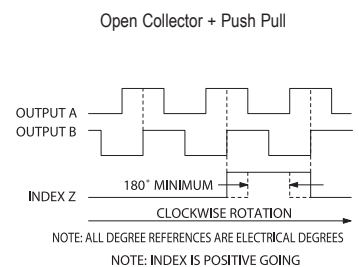 Open Collector + Push Pull
OUTPUT A
OUTPUT B
180° MINIMUM
INDEX Z
CLOCKWISE ROTATION
NOTE: ALL DEGREE REFERENCES ARE ELECTRICAL DEGREES
NOTE: INDEX IS POSITIVE GOING